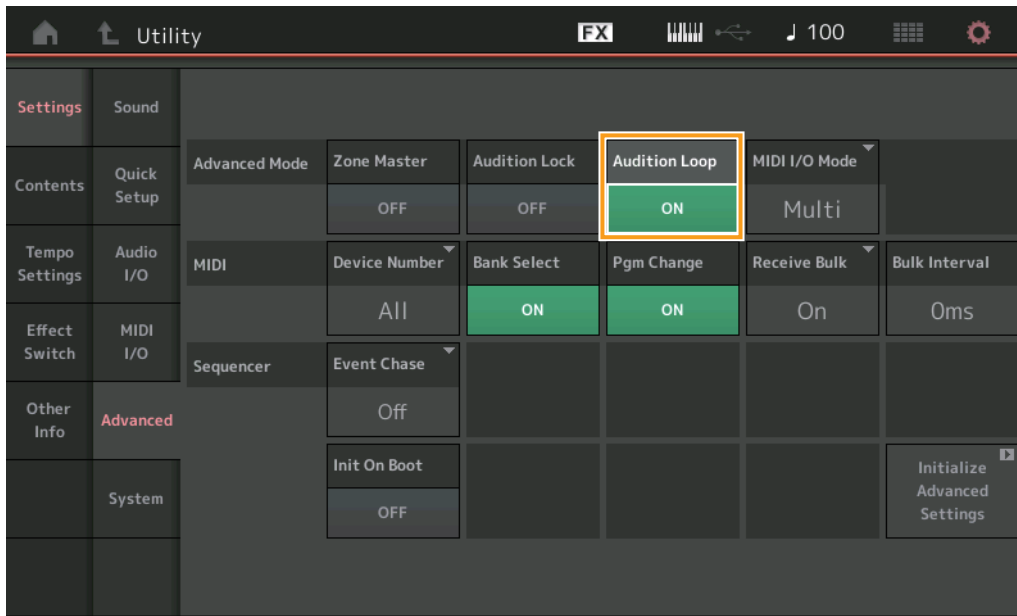 Utility
FX
♩ 100
Settings
Contents
Tempo
Settings
Effect
Switch
Other
Info
Sound
Quick
Setup
Audio
I/O
MIDI
I/O
Advanced
System
Advanced Mode
Zone Master
OFF
Audition Lock
OFF
Audition Loop
ON
MIDI I/O Mode
Multi
MIDI
Device Number
All
Bank Select
ON
Pgm Change
ON
Receive Bulk
On
Bulk Interval
0ms
Sequencer
Event Chase
Off
Init On Boot
OFF
Initialize
Advanced
Settings